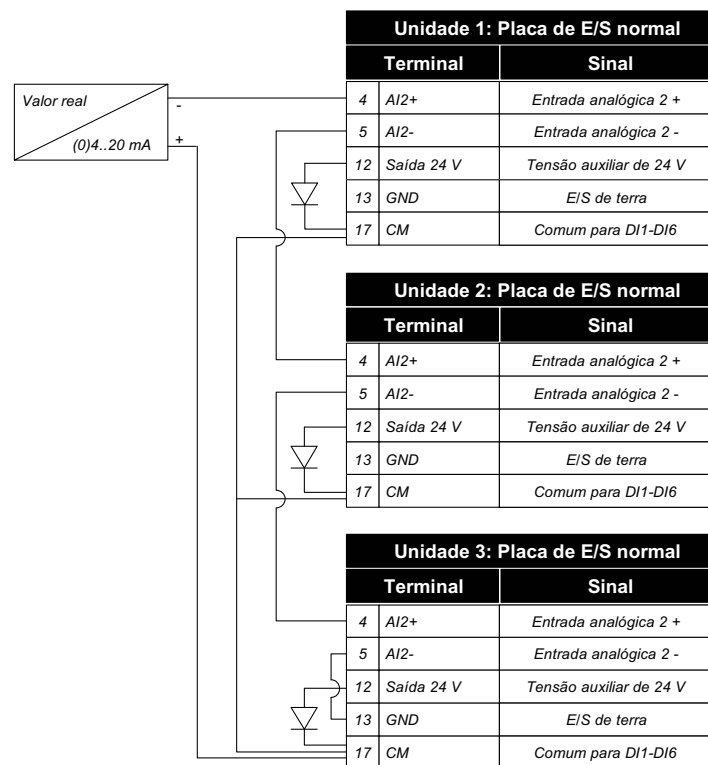 Valor real
-
+
(0)4..20 mA
Unidade 1: Placa de E/S normal
Terminal Sinal
4 AI2+ Entrada analógica 2 +
5 AI2- Entrada analógica 2 -
12 Saída 24 V Tensão auxiliar de 24 V
13 GND E/S de terra
17 CM Comum para DI1-DI6
Unidade 2: Placa de E/S normal
Terminal Sinal
4 AI2+ Entrada analógica 2 +
5 AI2- Entrada analógica 2 -
12 Saída 24 V Tensão auxiliar de 24 V
13 GND E/S de terra
17 CM Comum para DI1-DI6
Unidade 3: Placa de E/S normal
Terminal Sinal
4 AI2+ Entrada analógica 2 +
5 AI2- Entrada analógica 2 -
12 Saída 24 V Tensão auxiliar de 24 V
13 GND E/S de terra
17 CM Comum para DI1-DI6